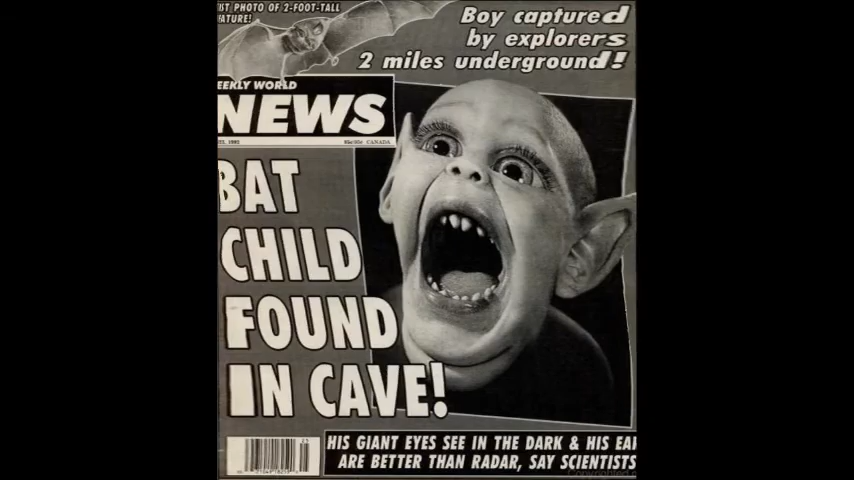 ST PHOTO OF 2-FOOT-TALL
ATURE!
Boy captured
by explorers
2 miles underground!
EEKLY WORLD
NEWS
1992
CANADA
BAT
CHILD
FOUND
IN CAVE!
HIS GIANT EYES SEE IN THE DARK & HIS EA
ARE BETTER THAN RADAR, SAY SCIENTISTS
Copyrighted